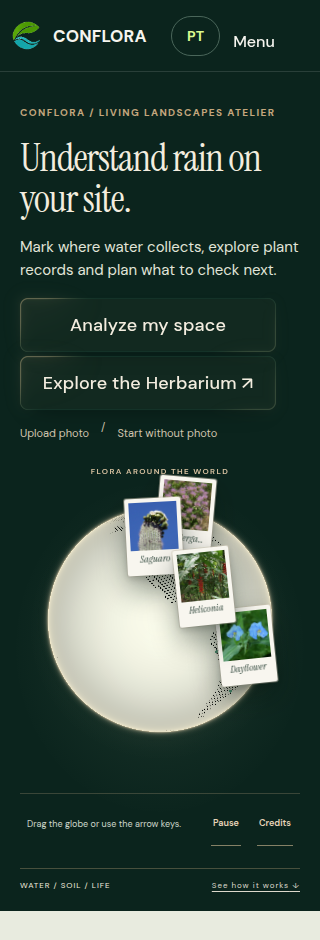 CONFLORA
PT
Menu
CONFLORA / LIVING LANDSCAPES ATELIER
Understand rain on
your site.
Mark where water collects, explore plant
records and plan what to check next.
Analyze my space
Explore the Herbarium ↗
Upload photo / Start without photo
FLORA AROUND THE WORLD
Saguaro
Heliconia
Dayflower
Drag the globe or use the arrow keys.
Pause
Credits
WATER / SOIL / LIFE
See how it works ↓